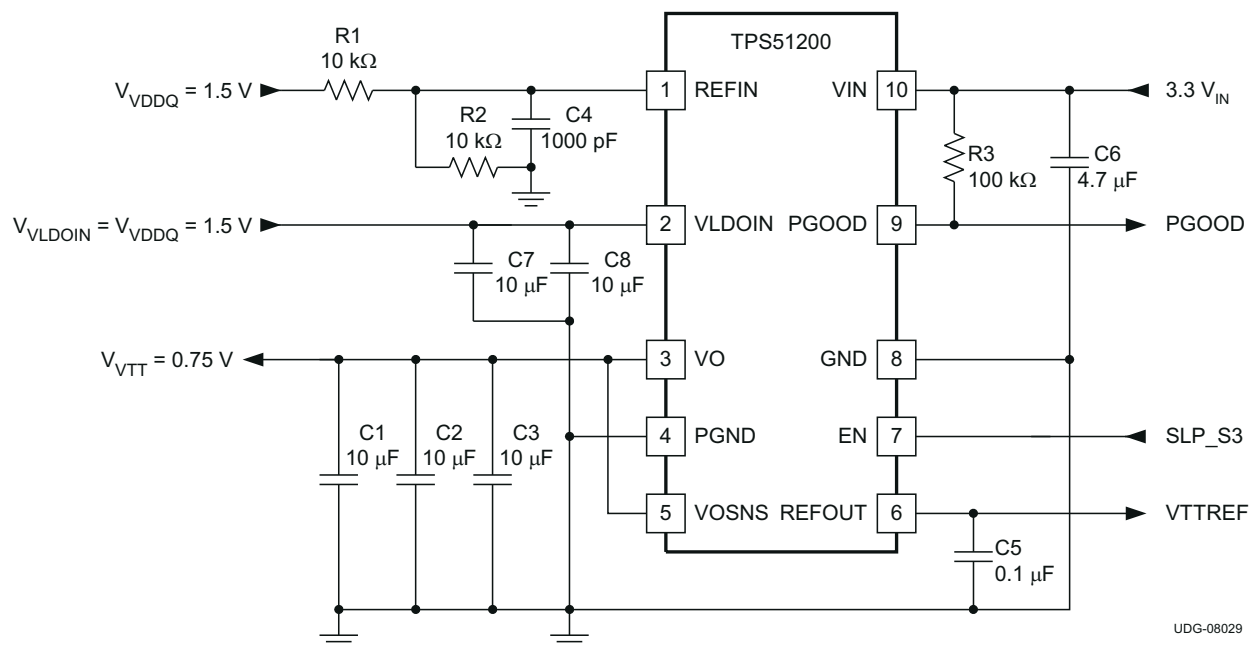 TPS51200
R1
10 kΩ
V_VDDQ = 1.5 V
1 REFIN
VIN 10
3.3 V_IN
R2
10 kΩ
C4
1000 pF
R3
100 kΩ
C6
4.7 μF
V_VLDOIN = V_VDDQ = 1.5 V
2 VLDOIN
PGOOD 9
PGOOD
C7
10 μF
C8
10 μF
V_VTT = 0.75 V
3 VO
GND 8
C1
10 μF
C2
10 μF
C3
10 μF
4 PGND
EN 7
SLP_S3
5 VOSNS
REFOUT 6
VTTREF
C5
0.1 μF
UDG-08029